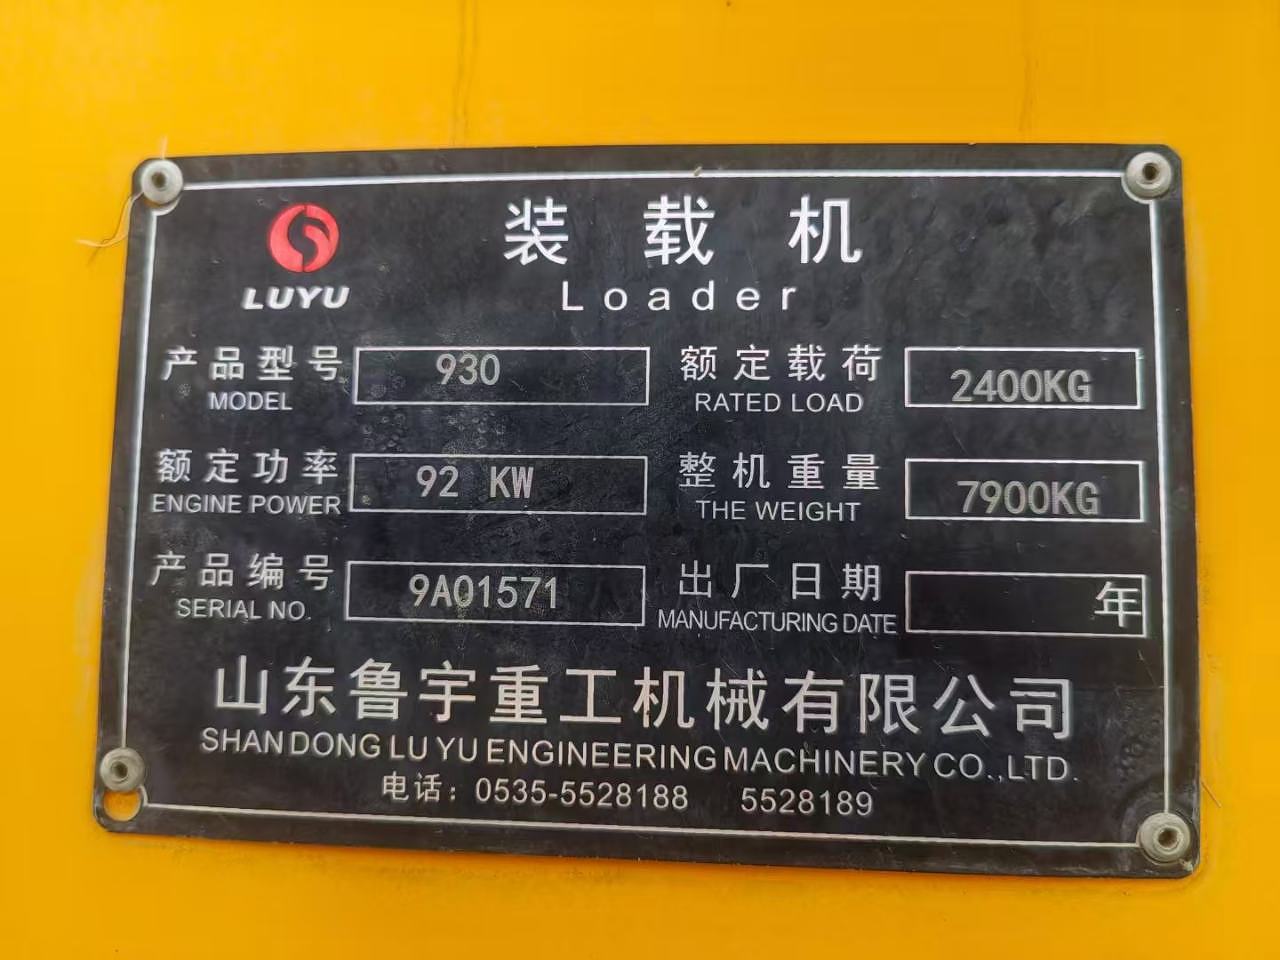 装载机
LUYU
Loader
产品型号 930 额定载荷 2400KG
MODEL RATED LOAD
额定功率 92 KW 整机重量 7900KG
ENGINE POWER THE WEIGHT
产品编号 9A01571 出厂日期 年
SERIAL NO. MANUFACTURING DATE
山东鲁宇重工机械有限公司
SHANDONG LU YU ENGINEERING MACHINERY CO.,LTD.
电话：0535-5528188 5528189